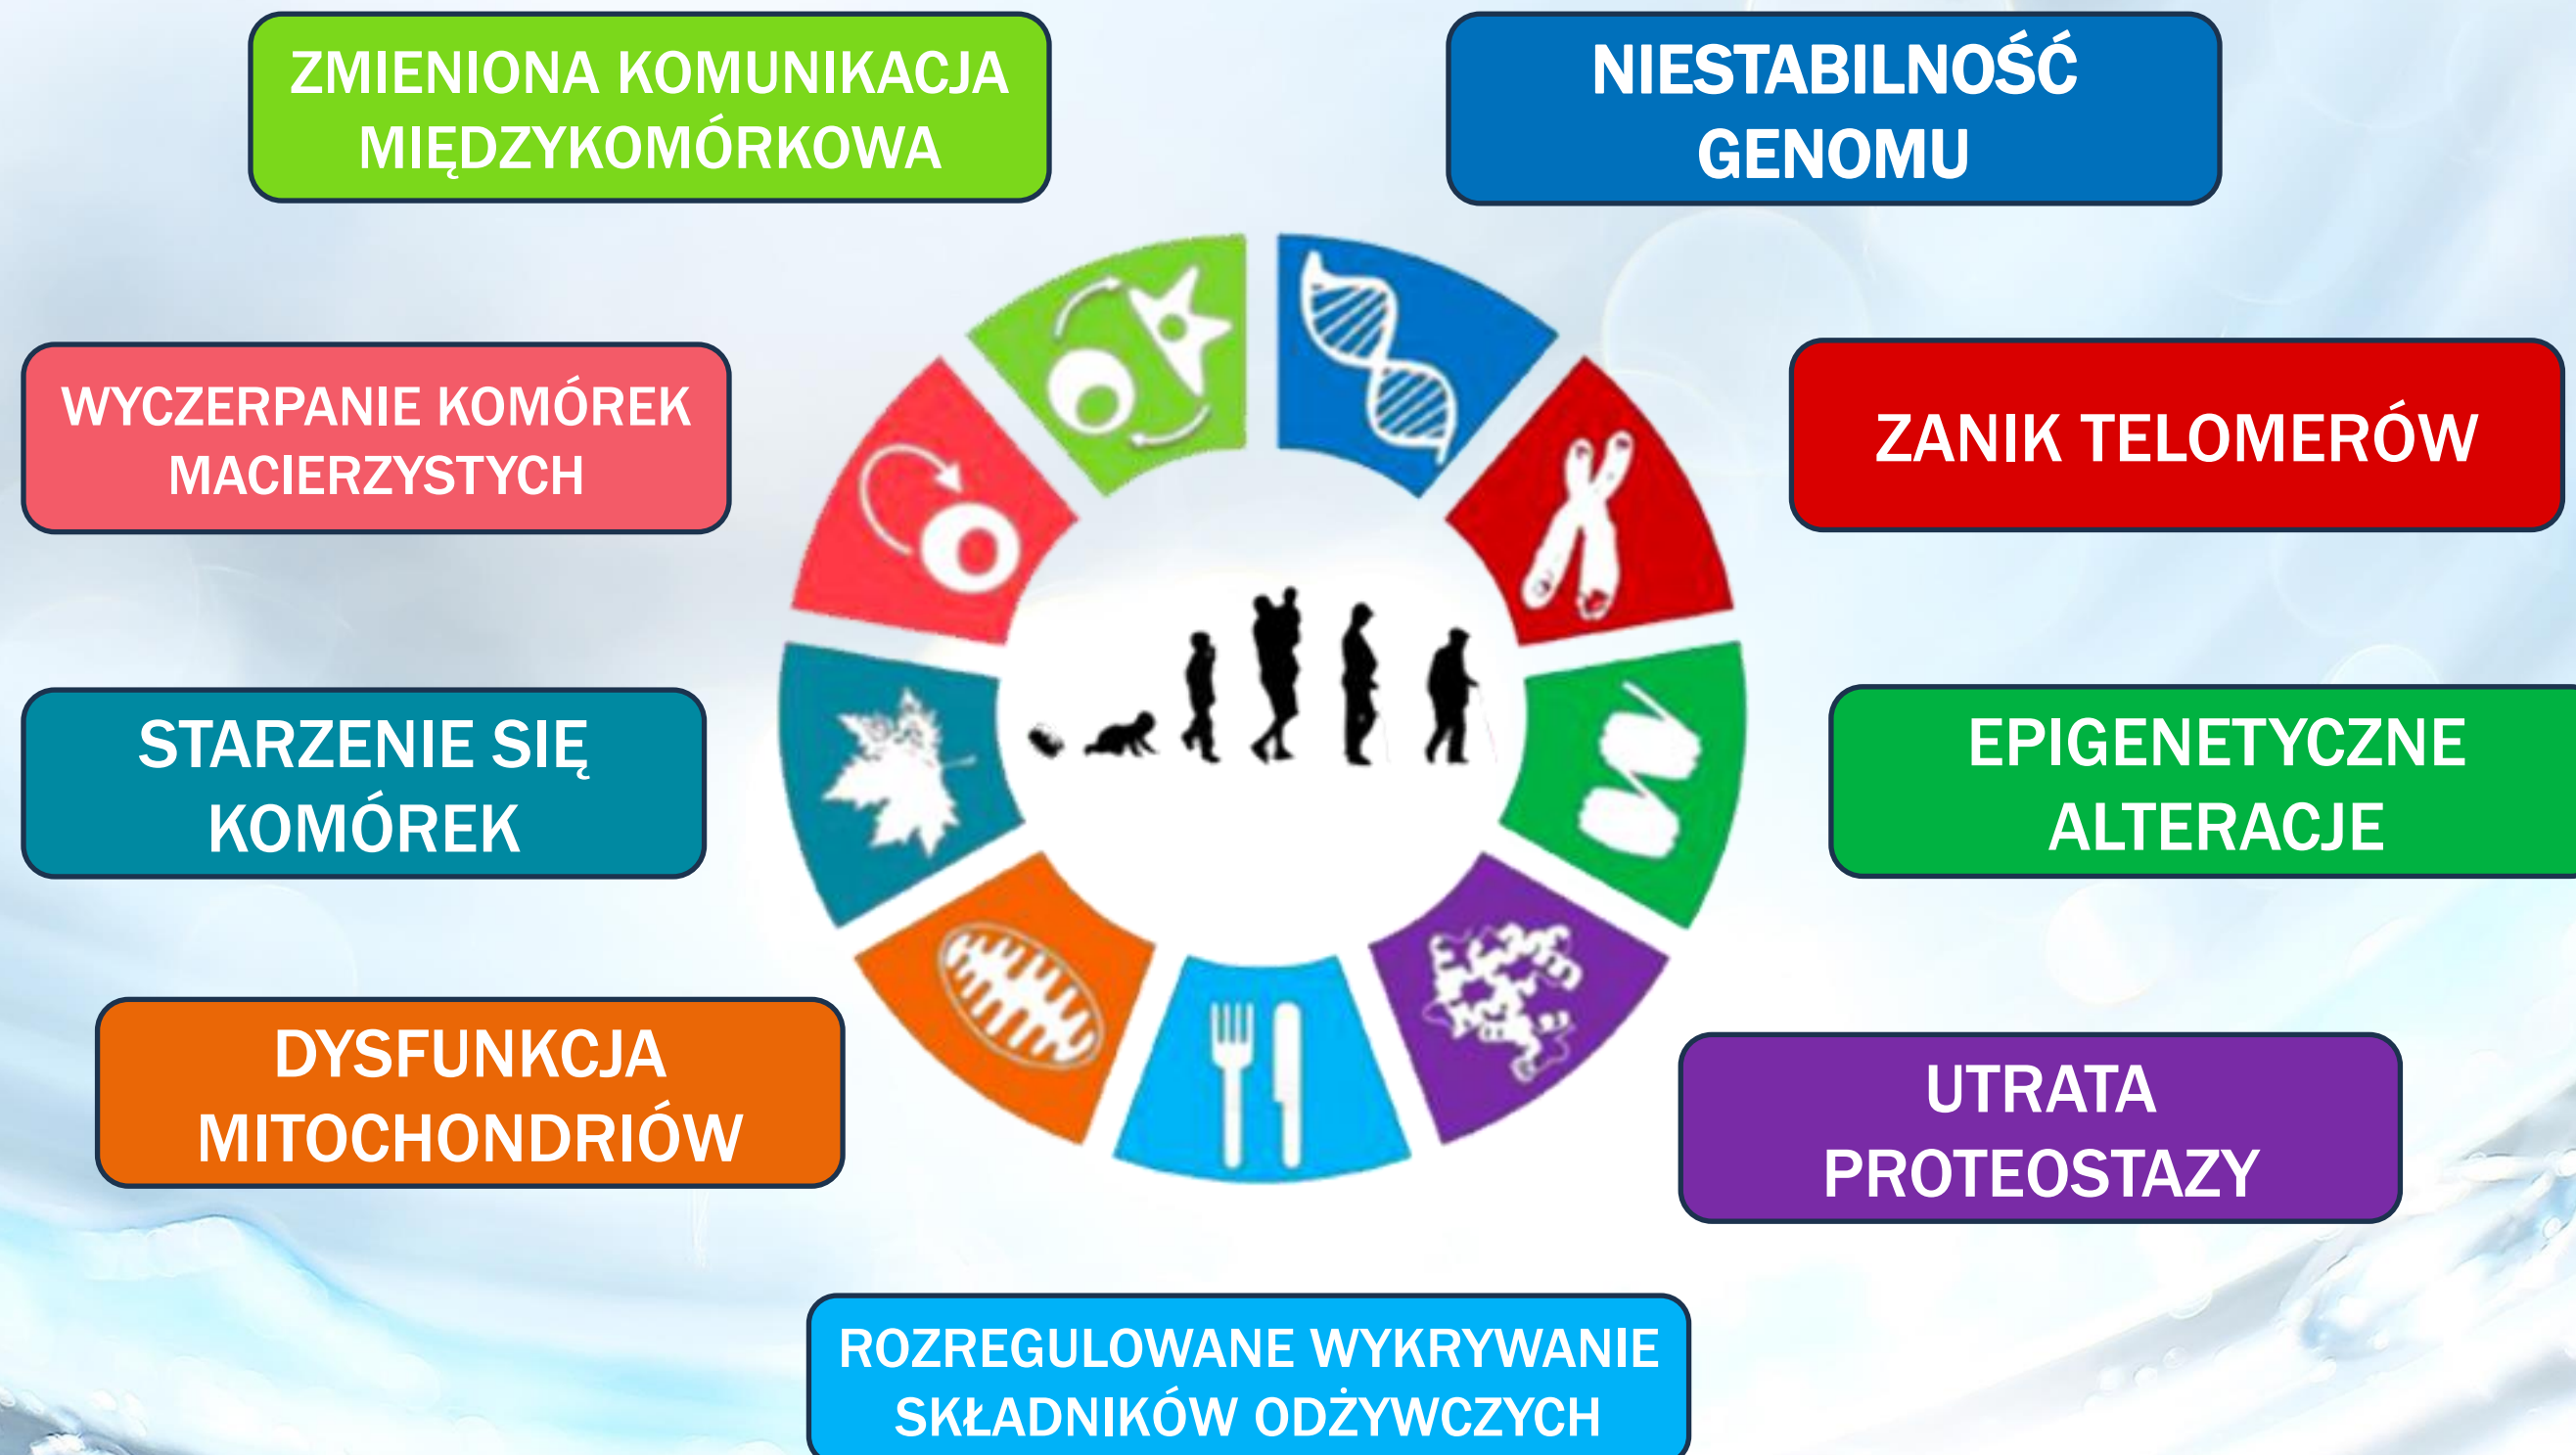 ZMIENIONA KOMUNIKACJA
MIĘDZYKOMÓRKOWA
NIESTABILNOŚĆ
GENOMU
WYCZERPANIE KOMÓREK
MACIERZYSTYCH
ZANIK TELOMERÓW
STARZENIE SIĘ
KOMÓREK
EPIGENETYCZNE
ALTERACJE
DYSFUNKCJA
MITOCHONDRIÓW
UTRATA
PROTEOSTAZY
ROZREGULOWANE WYKRYWANIE
SKŁADNIKÓW ODŻYWCZYCH